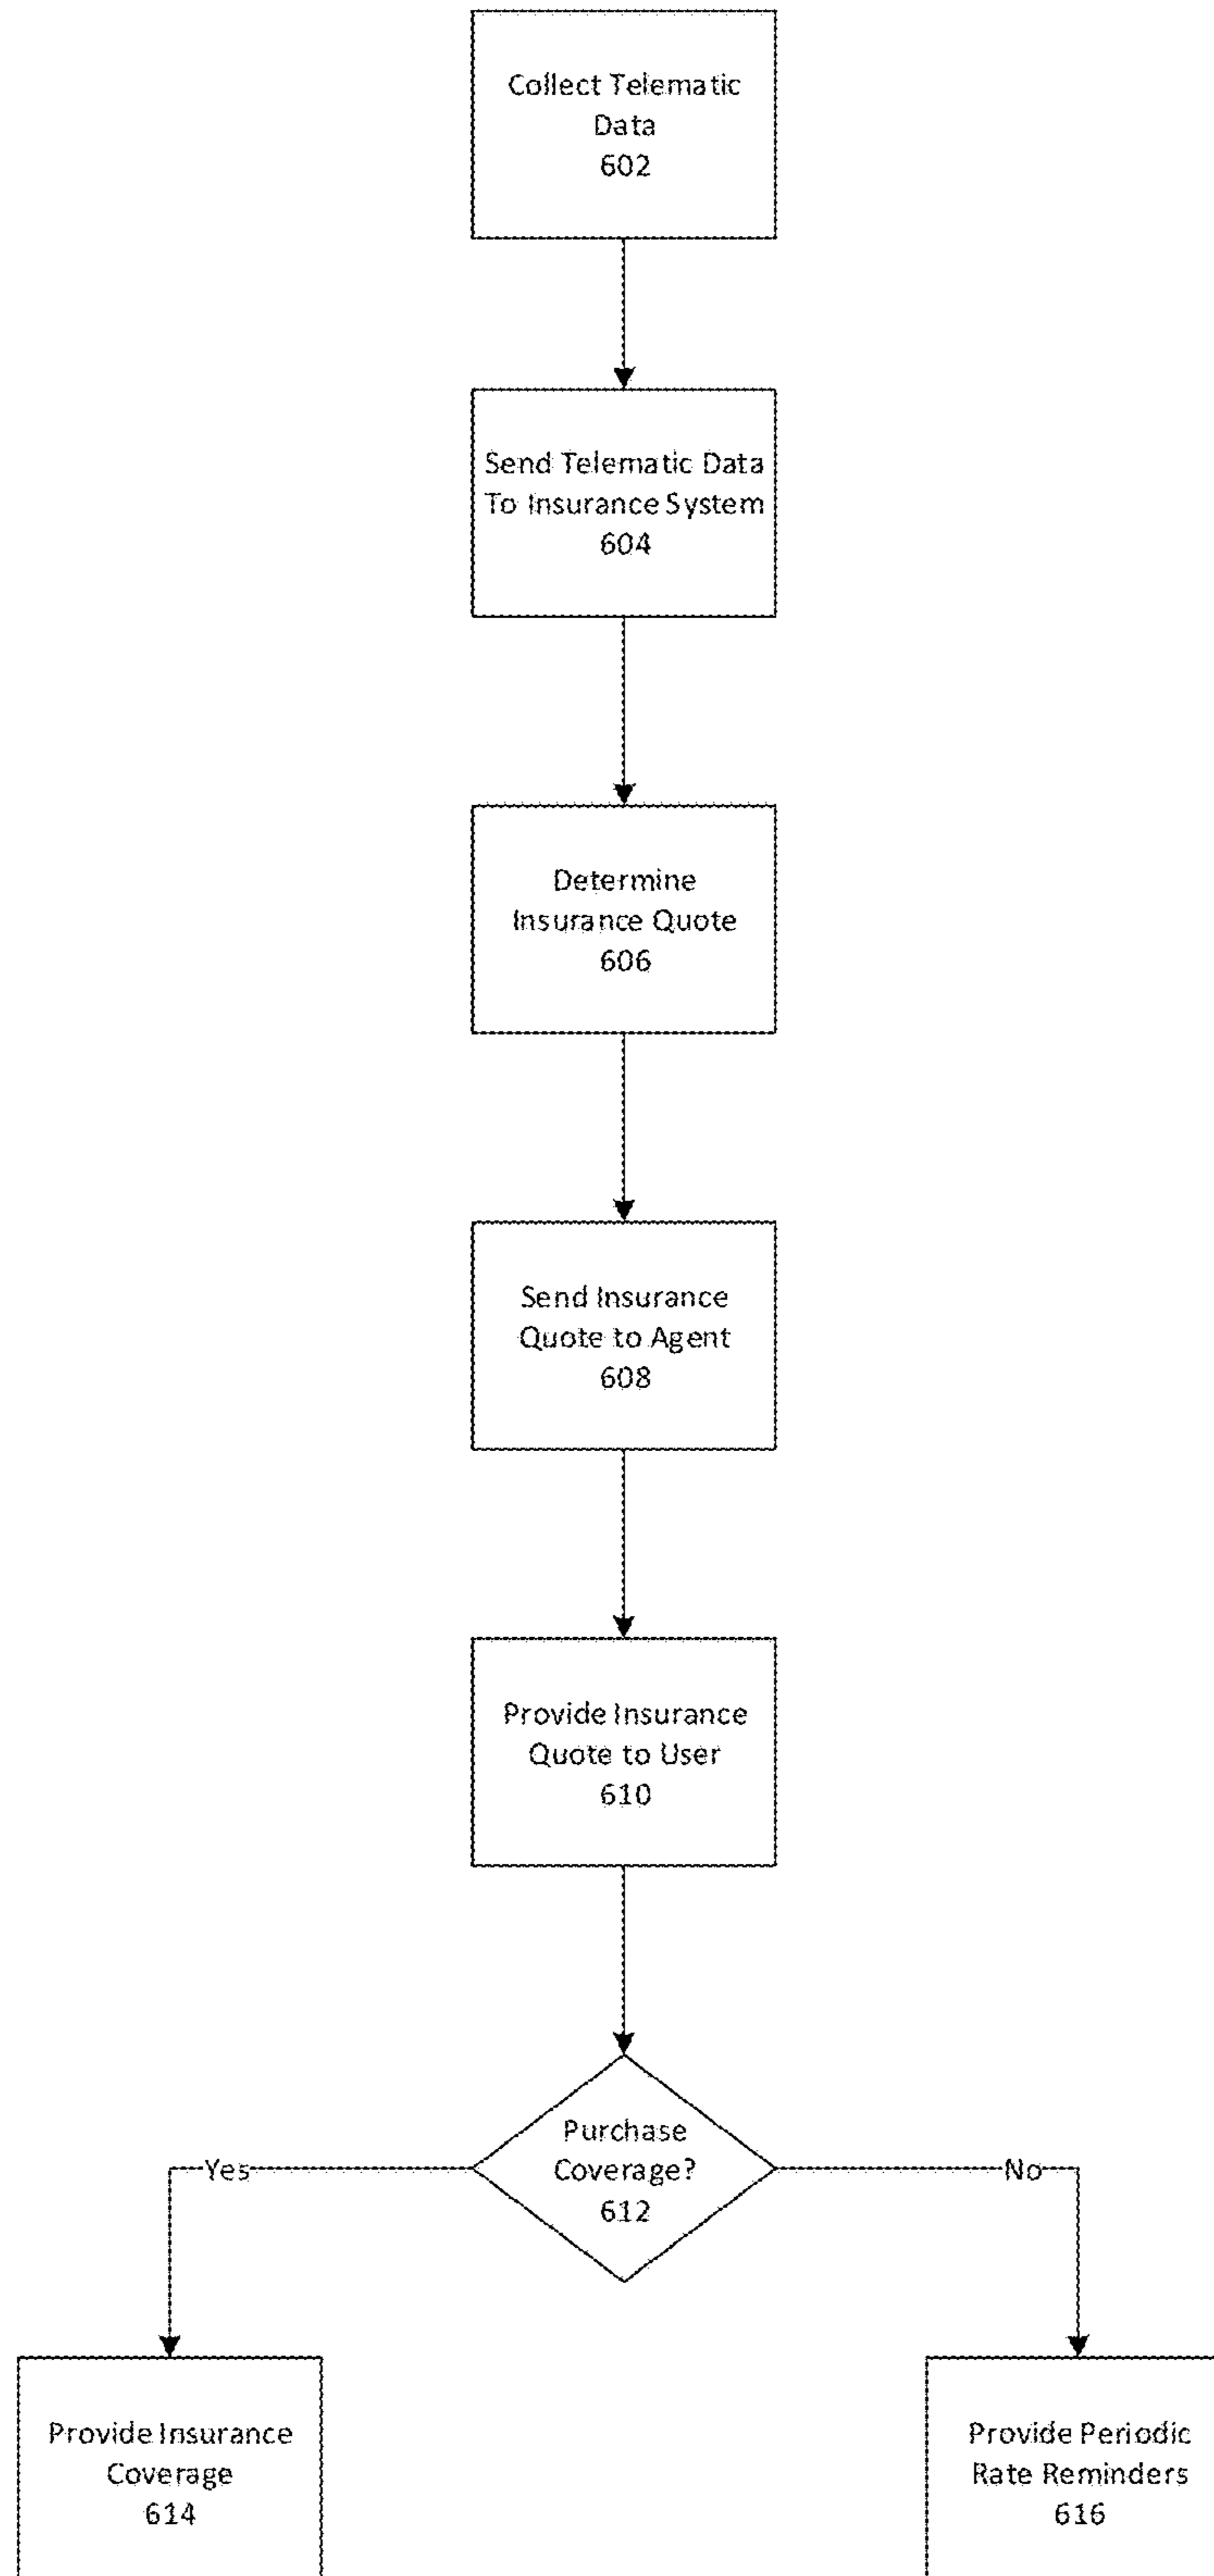 Collect Telematic
Data
602
Send Telematic Data
To Insurance System
604
Determine
Insurance Quote
606
Send Insurance
Quote to Agent
608
Provide Insurance
Quote to User
610
Purchase
Coverage?
612
Yes
No
Provide Insurance
Coverage
614
Provide Periodic
Rate Reminders
616